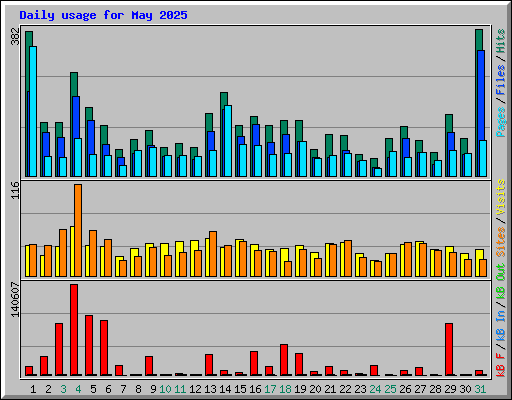 Daily usage for May 2025
382
Pages / Files / Hits
116
Sites / Visits
140607
kB F / kB In / kB Out
1 2 3 4 5 6 7 8 9 10 11 12 13 14 15 16 17 18 19 20 21 22 23 24 25 26 27 28 29 30 31